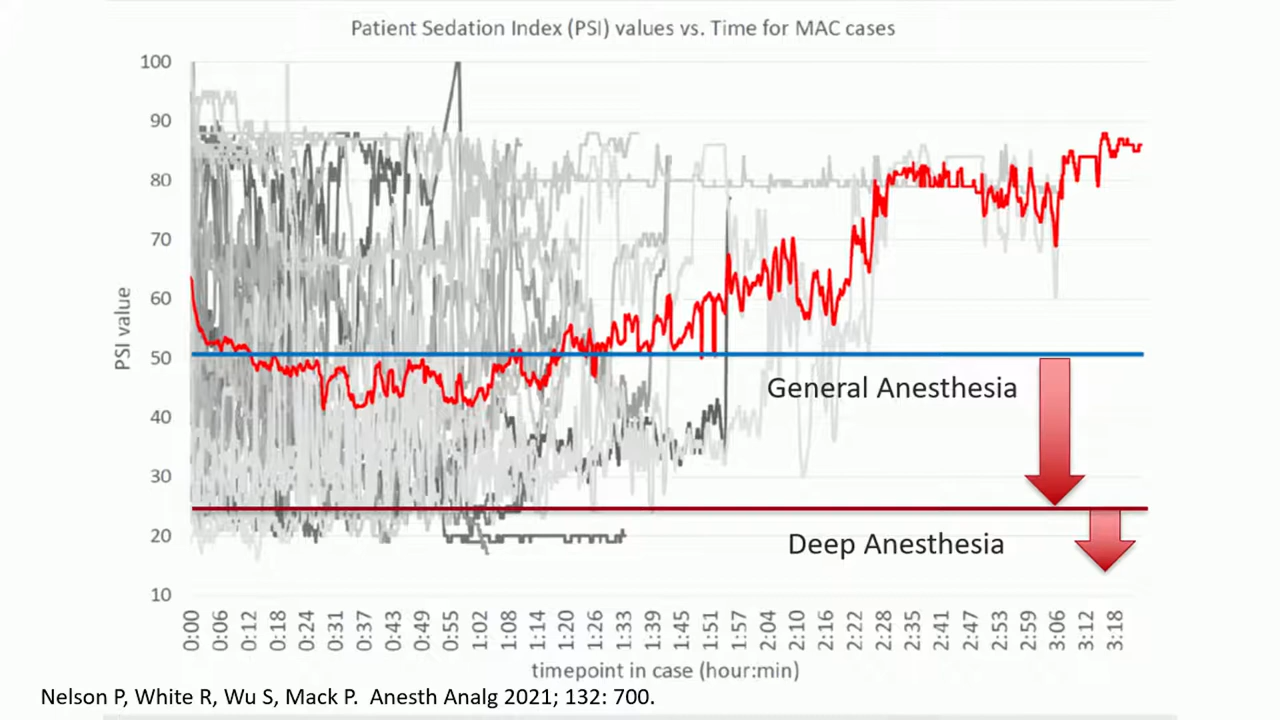 Patient Sedation Index (PSI) values vs. Time for MAC cases
100
90
80
70
60
50
40
30
20
10
PSI value
General Anesthesia
Deep Anesthesia
0:00 0:06 0:12 0:18 0:24 0:31 0:37 0:43 0:49 0:55 1:02 1:08 1:14 1:20 1:26 1:33 1:39 1:45 1:51 1:57 2:04 2:10 2:16 2:22 2:28 2:35 2:41 2:47 2:53 2:59 3:06 3:12 3:18
timepoint in case (hour:min)
Nelson P, White R, Wu S, Mack P. Anesth Analg 2021; 132: 700.